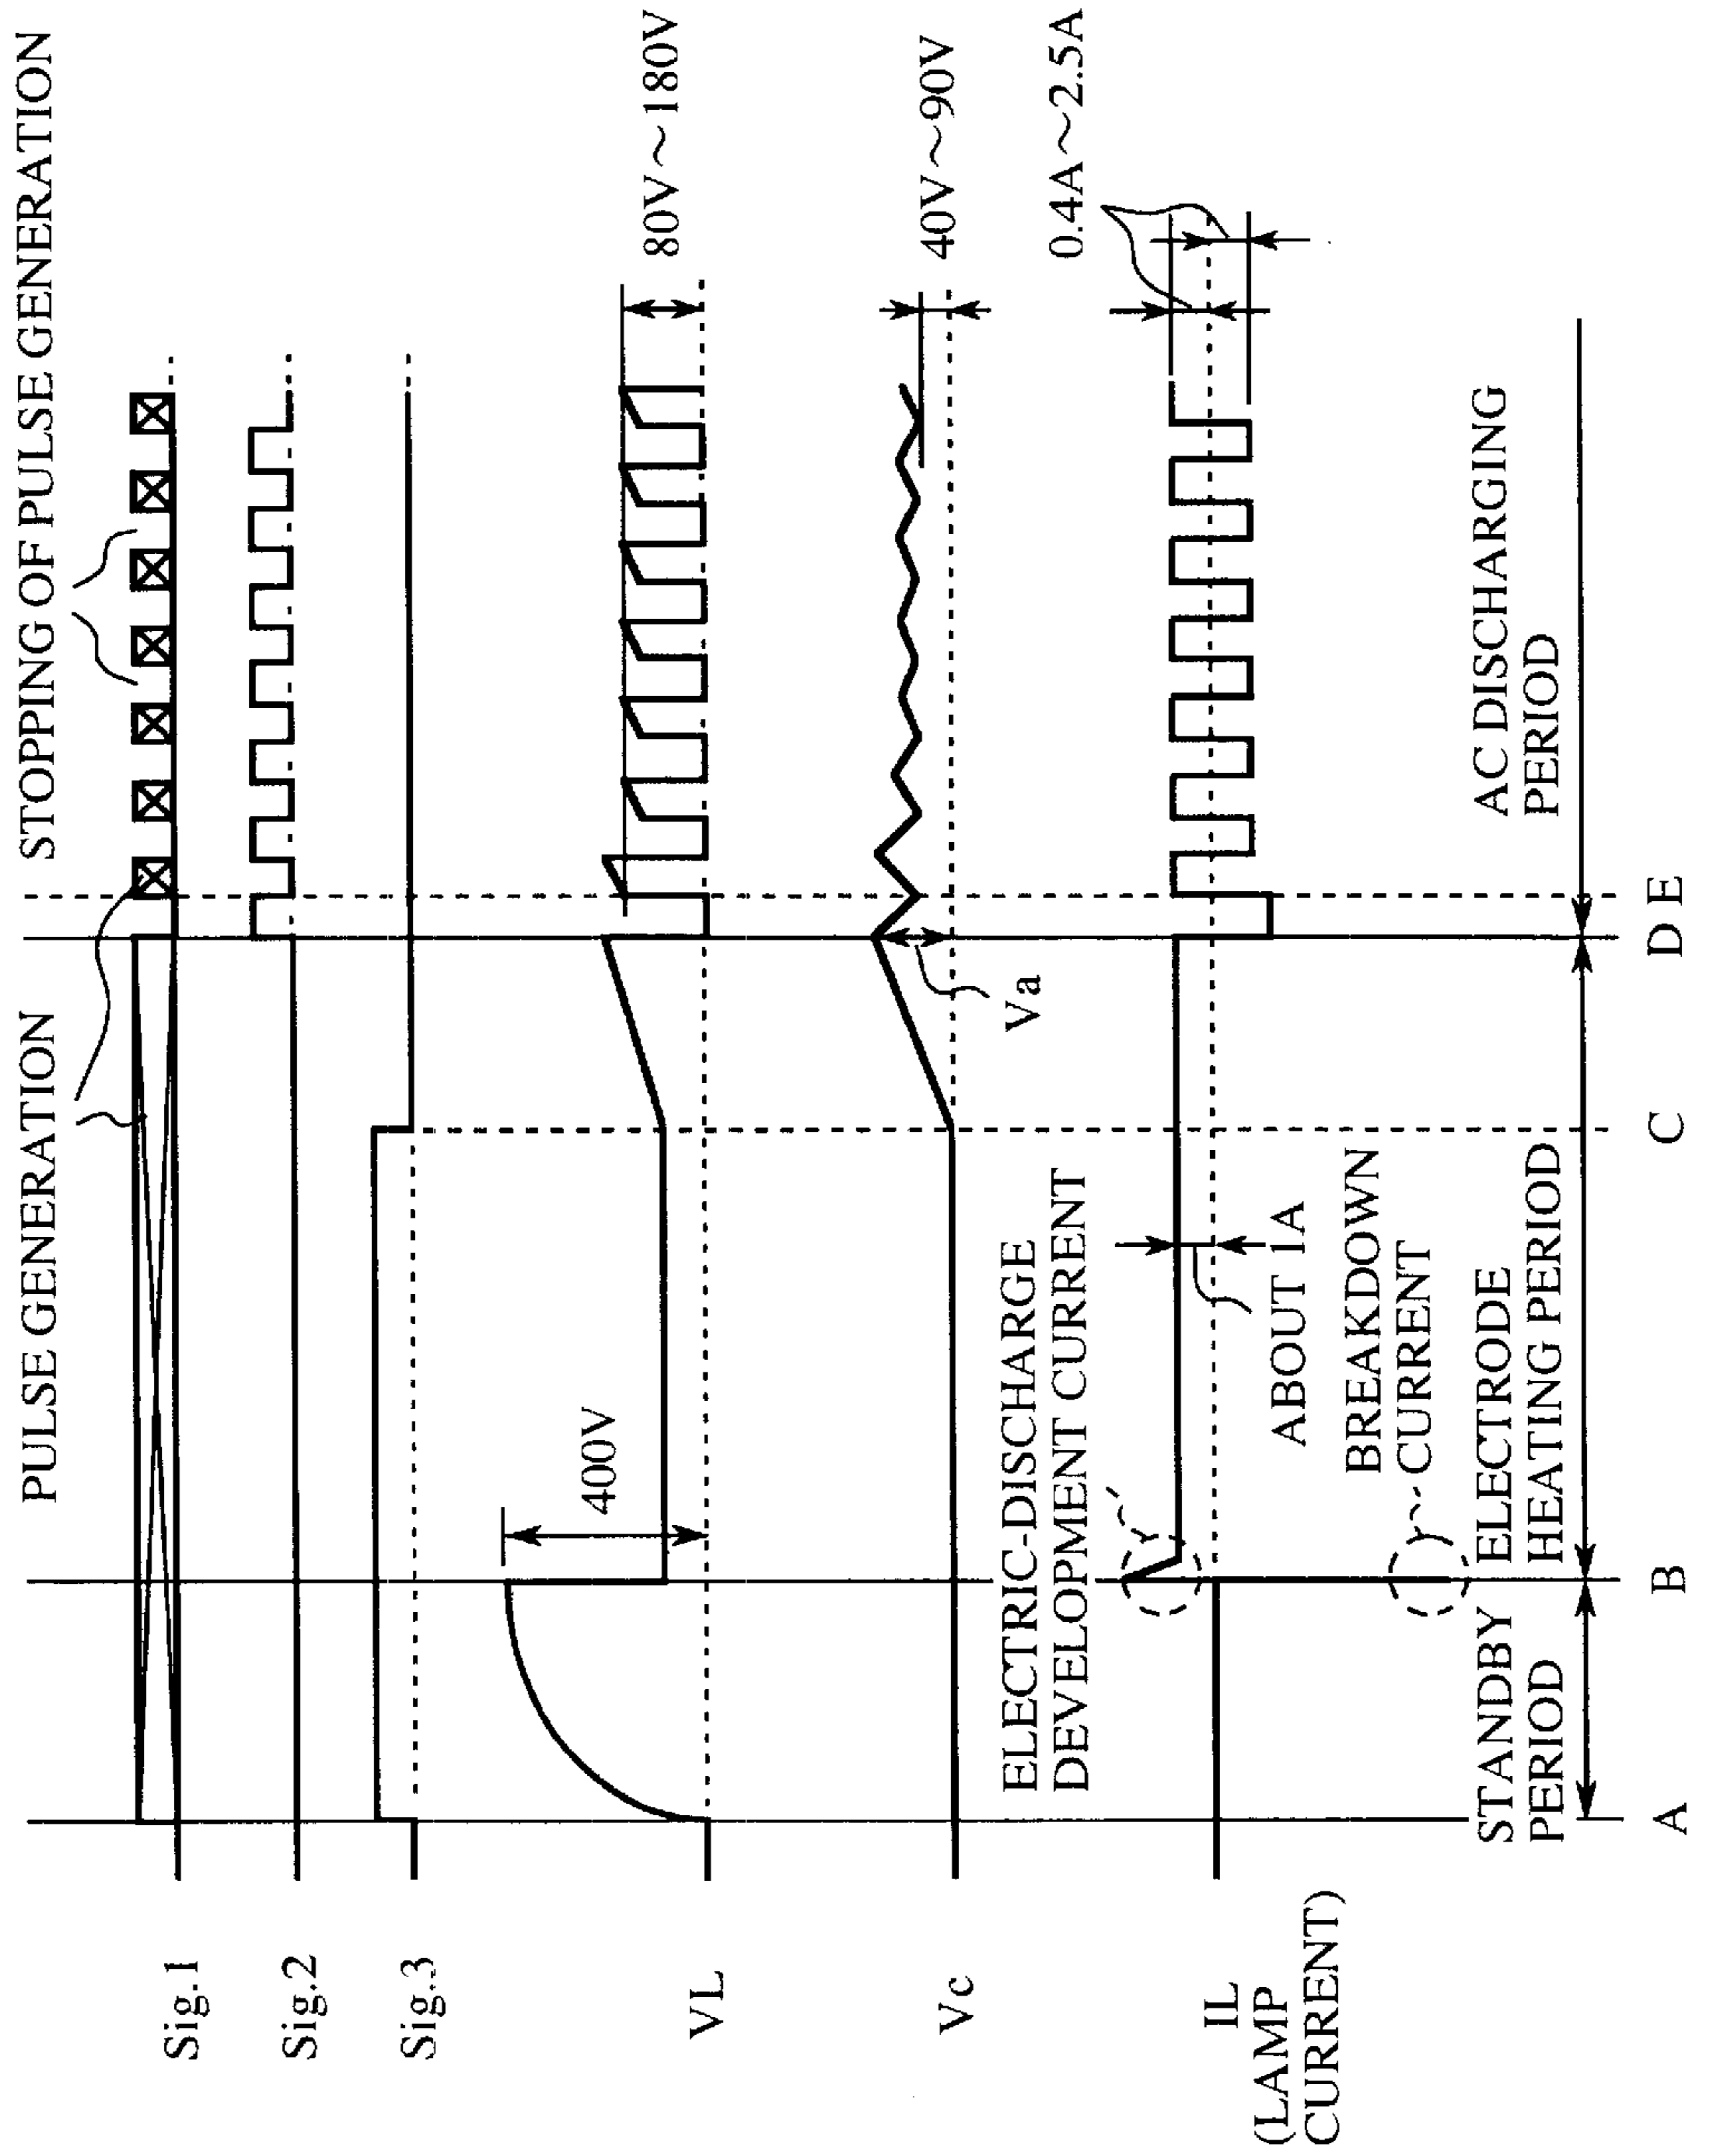 PULSE GENERATION
STOPPING OF PULSE GENERATION
Sig.1
Sig.2
Sig.3
400V
VL
80V～180V
Vc
Va
40V～90V
ELECTRIC-DISCHARGE
DEVELOPMENT CURRENT
0.4A～2.5A
IL
(LAMP
CURRENT)
ABOUT 1A
BREAKDOWN
CURRENT
STANDBY
PERIOD
ELECTRODE
HEATING PERIOD
AC DISCHARGING
PERIOD
A
B
C
D
E